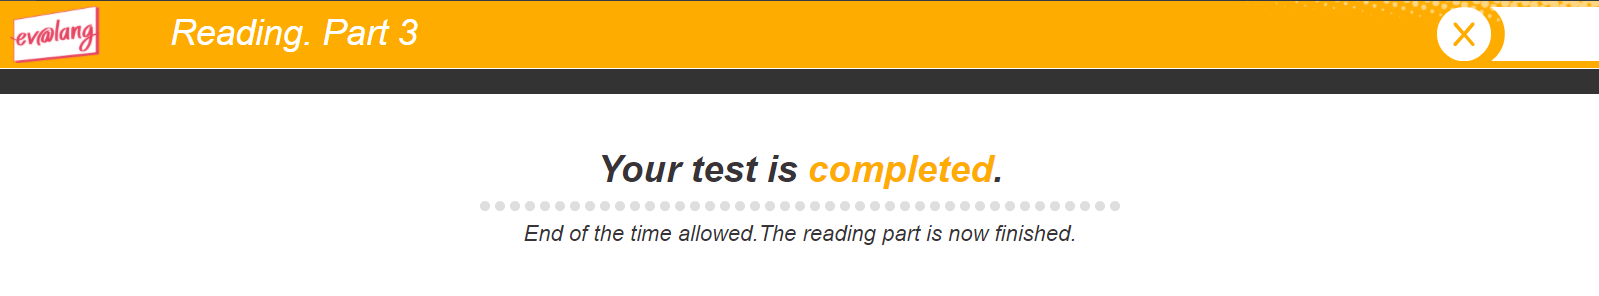 ev@lang
Reading. Part 3
Your test is completed.
End of the time allowed.The reading part is now finished.